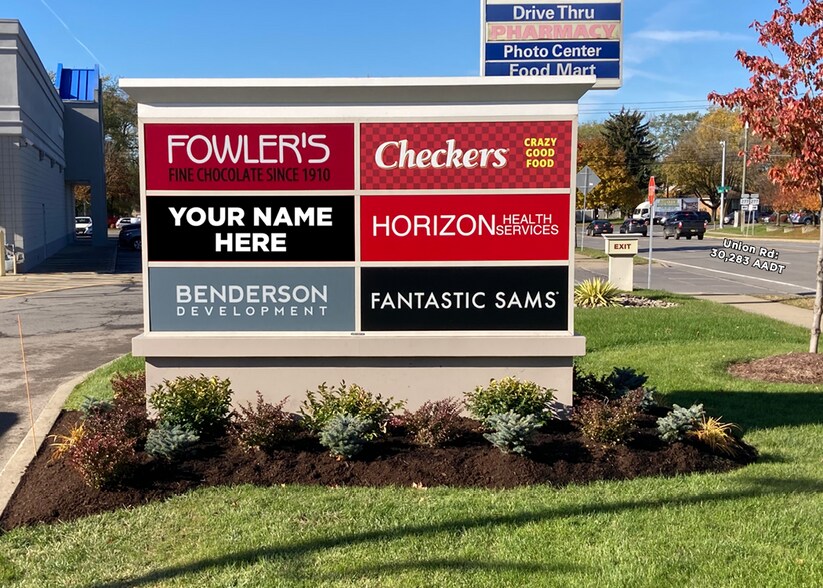 Drive Thru
PHARMACY
Photo Center
Food Mart
FOWLER'S
FINE CHOCOLATE SINCE 1910
Checkers
CRAZY
GOOD
FOOD
YOUR NAME
HERE
HORIZON HEALTH
SERVICES
BENDERSON
DEVELOPMENT
FANTASTIC SAMS
EXIT
Union Rd:
30,283 AADT